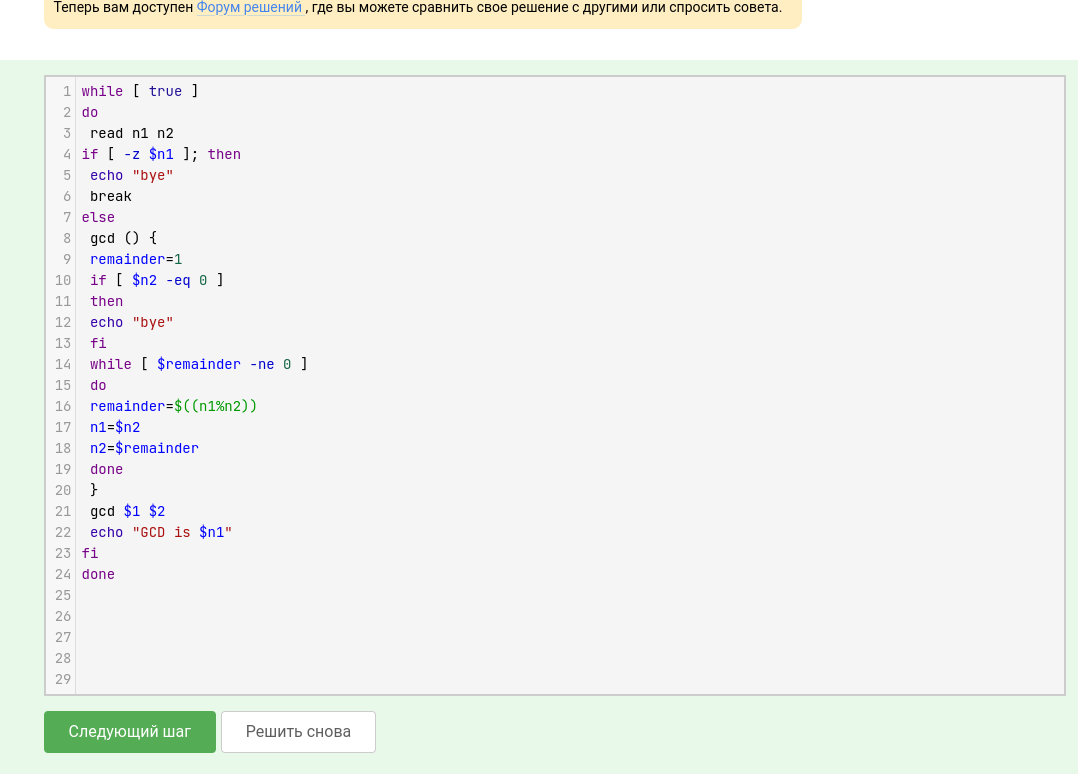 Теперь вам доступен Форум решений , где вы можете сравнить свое решение с другими или спросить совета.
1 while [ true ]
2 do
3  read n1 n2
4 if [ -z $n1 ]; then
5  echo "bye"
6  break
7 else
8  gcd () {
9  remainder=1
10  if [ $n2 -eq 0 ]
11  then
12  echo "bye"
13  fi
14  while [ $remainder -ne 0 ]
15  do
16  remainder=$((n1%n2))
17  n1=$n2
18  n2=$remainder
19  done
20  }
21  gcd $1 $2
22  echo "GCD is $n1"
23 fi
24 done
25
26
27
28
29
Следующий шаг Решить снова